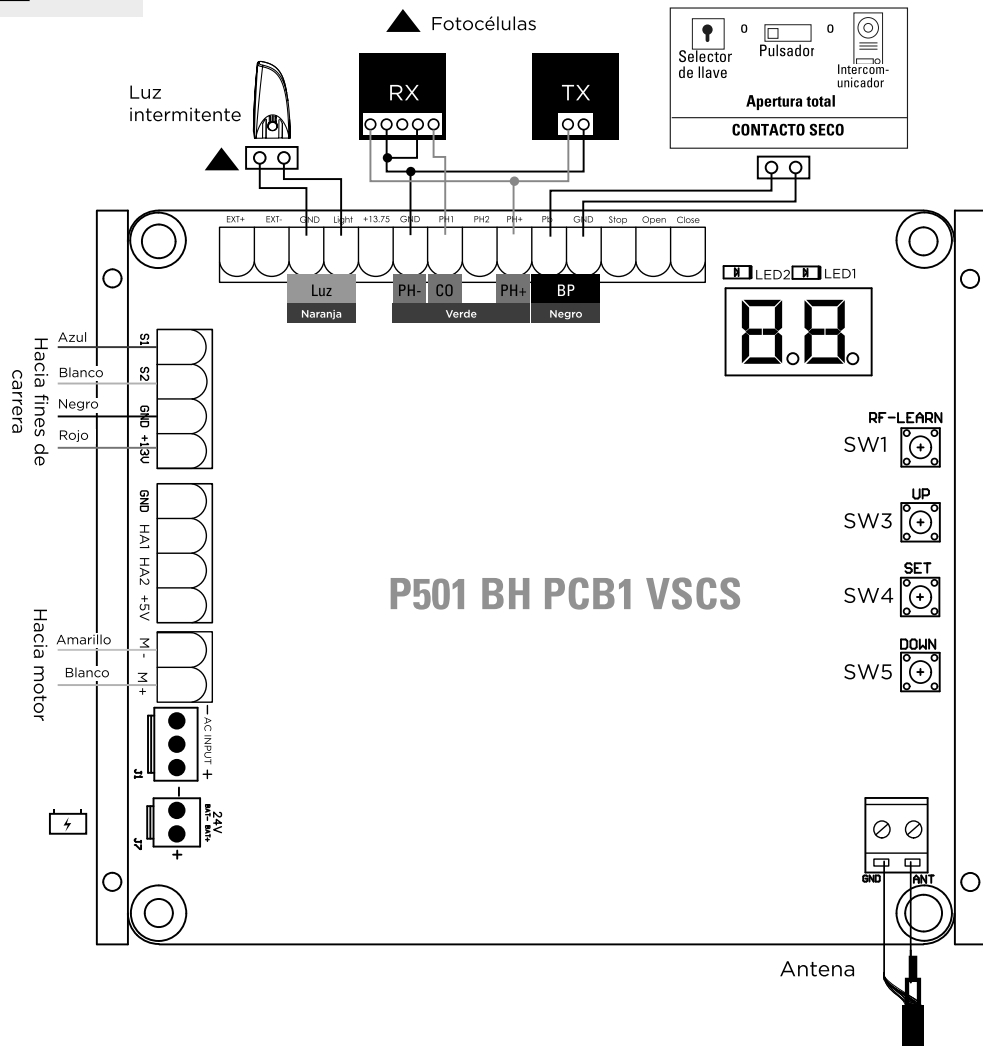 Fotocélulas
Luz
intermitente
RX
TX
Selector
de llave
o
Pulsador
o
Intercom-
unicador
Apertura total
CONTACTO SECO
EXT+ EXT- GND Light +13.75 GND PH1 PH2 PH+ Pb GND Stop Open Close
Luz PH- CO PH+ BP
Naranja Verde Negro
LED2 LED1
8.8.
Hacia fines de
carrera
Azul S1
Blanco S2
Negro GND
Rojo +13V
GND
HA1
HA2
+5V
Hacia motor
Amarillo M -
Blanco M +
- AC INPUT +
J1
-
24V
BAT- BAT+
J7
+
P501 BH PCB1 VSCS
RF-LEARN
SW1
UP
SW3
SET
SW4
DOWN
SW5
GND ANT
Antena